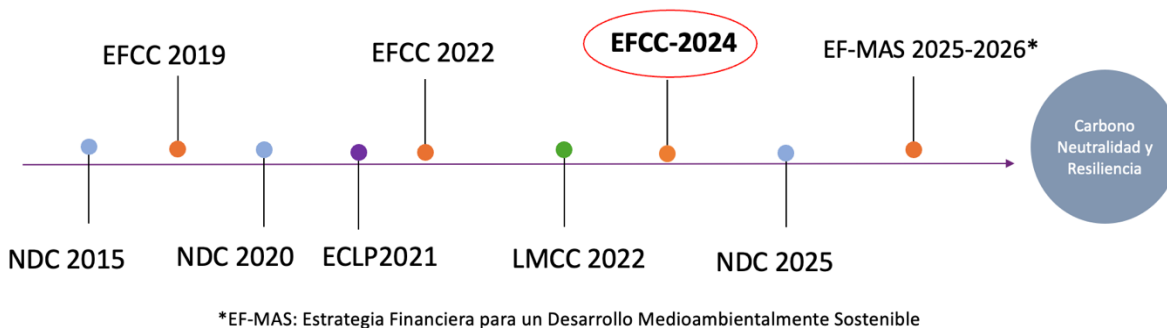 EFCC 2019
EFCC 2022
EFCC-2024
EF-MAS 2025-2026*
Carbono
Neutralidad y
Resiliencia
NDC 2015
NDC 2020
ECLP2021
LMCC 2022
NDC 2025
*EF-MAS: Estrategia Financiera para un Desarrollo Medioambientalmente Sostenible